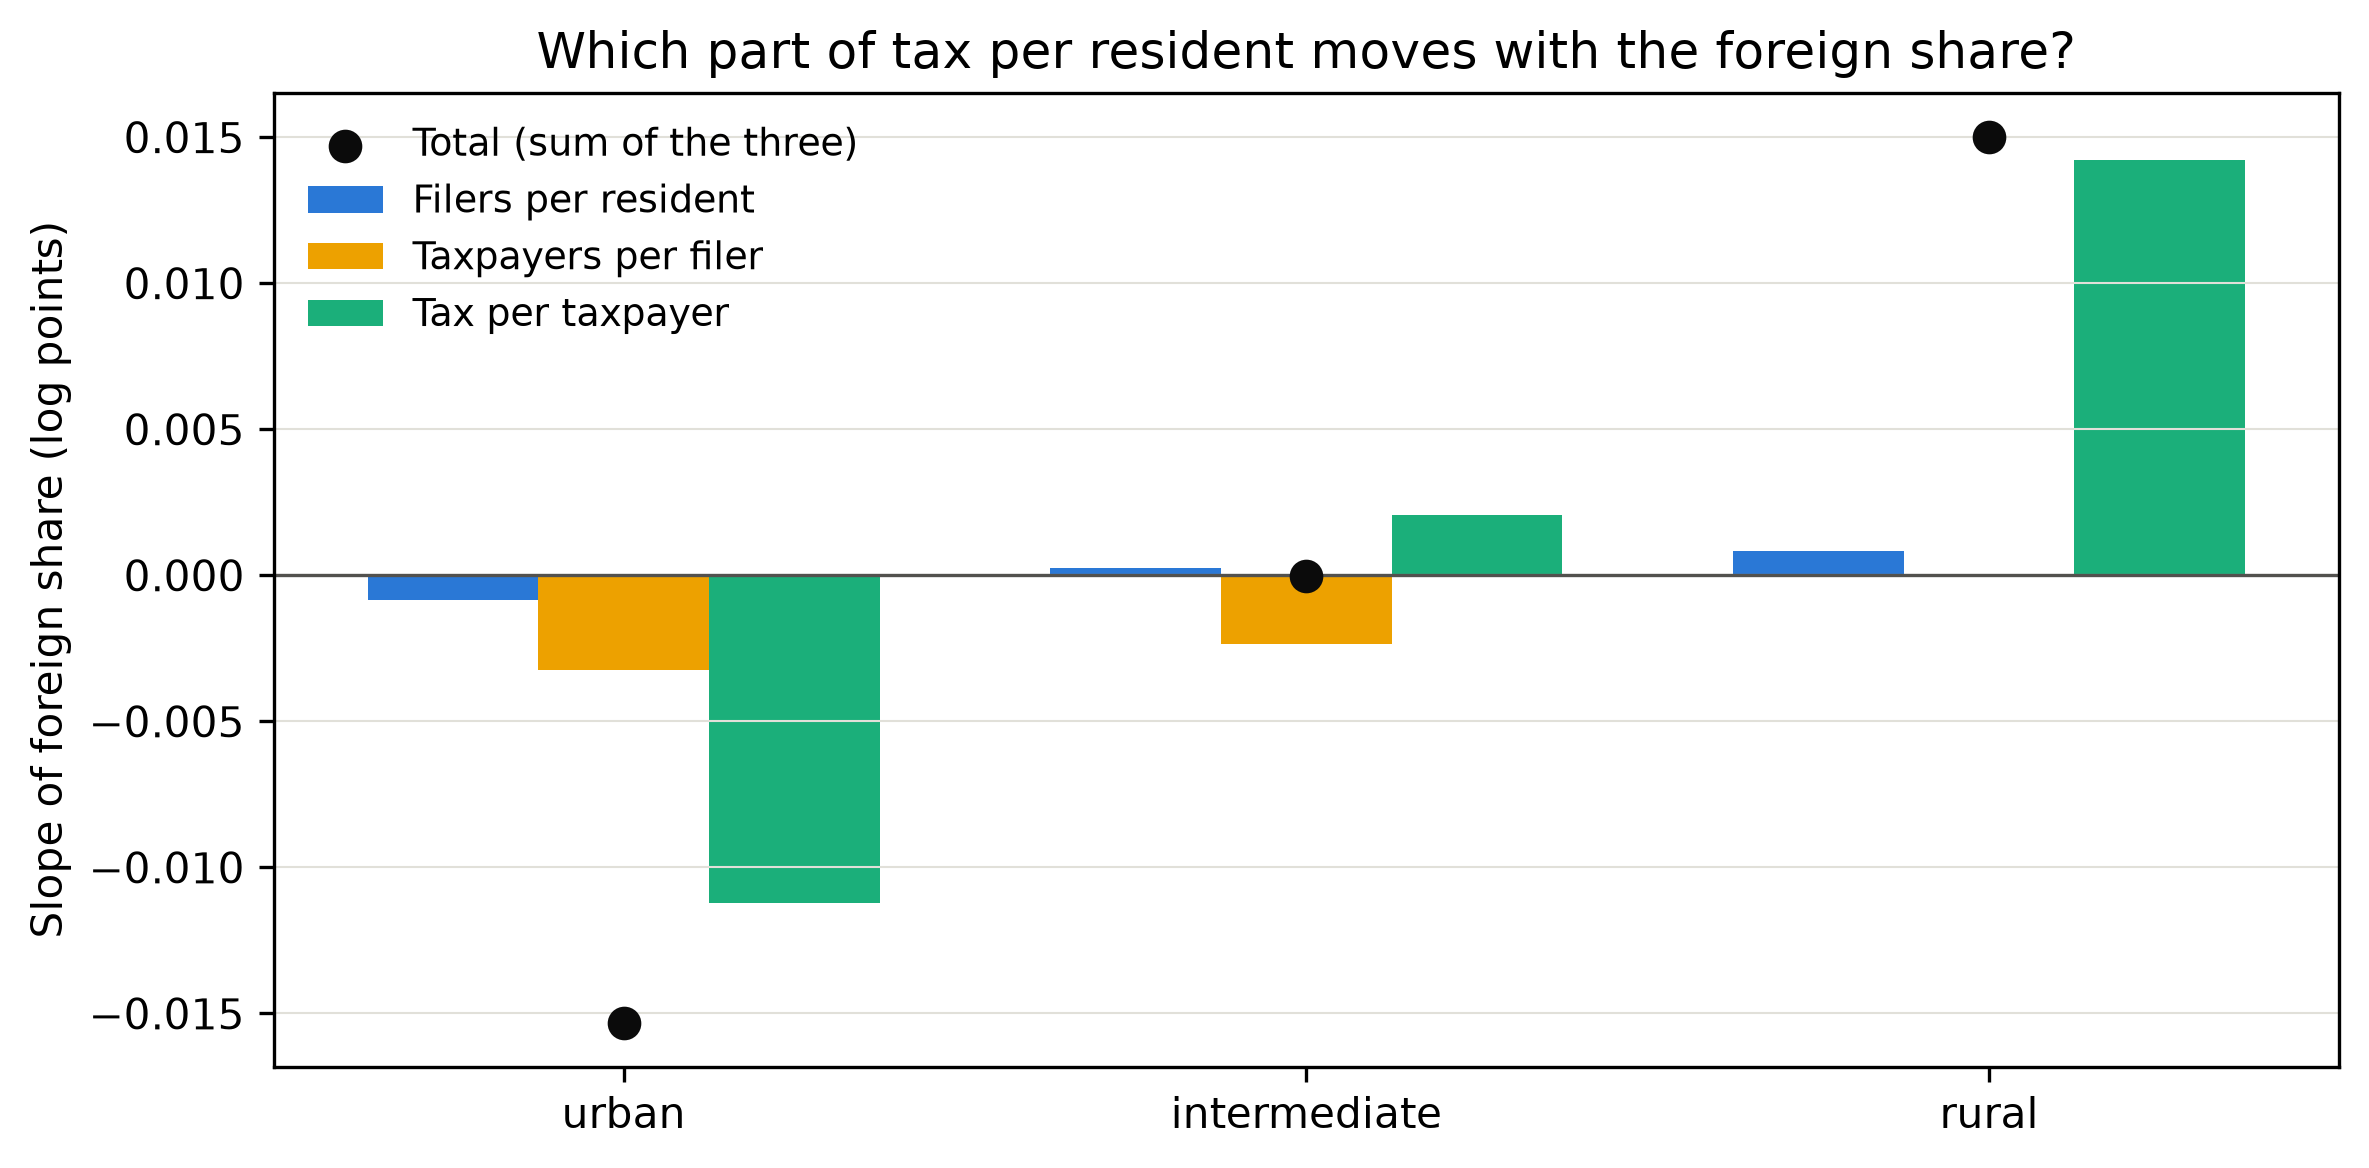 Which part of tax per resident moves with the foreign share?
Slope of foreign share (log points)
0.015
0.010
0.005
0.000
−0.005
−0.010
−0.015
Total (sum of the three)
Filers per resident
Taxpayers per filer
Tax per taxpayer
urban
intermediate
rural